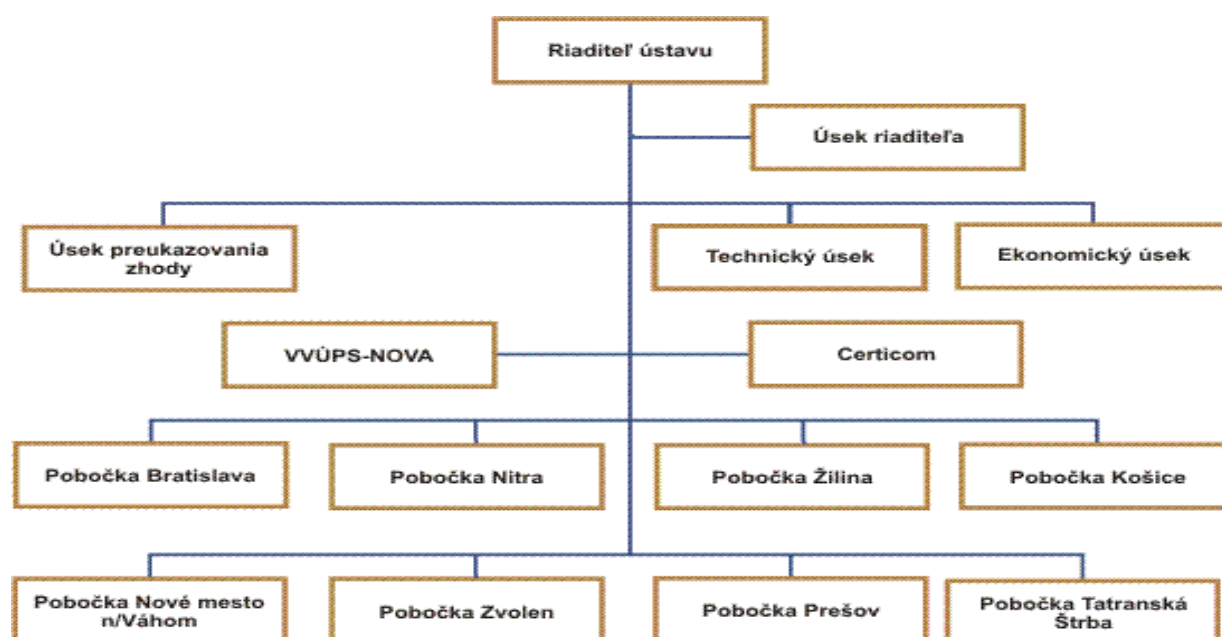 Riaditeľ ústavu
Úsek riaditeľa
Úsek preukazovania
zhody
Technický úsek
Ekonomický úsek
VVÚPS-NOVA
Certicom
Pobočka Bratislava
Pobočka Nitra
Pobočka Žilina
Pobočka Košice
Pobočka Nové mesto
n/Váhom
Pobočka Zvolen
Pobočka Prešov
Pobočka Tatranská
Štrba